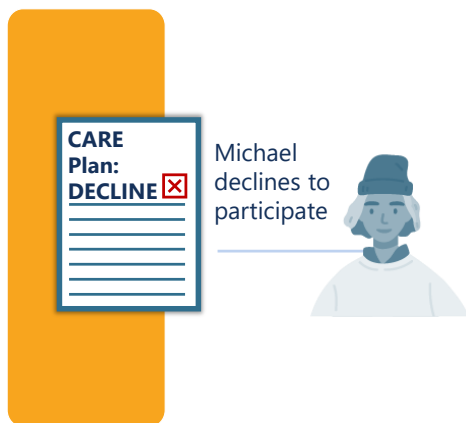 CARE
Plan:
DECLINE
Michael
declines to
participate